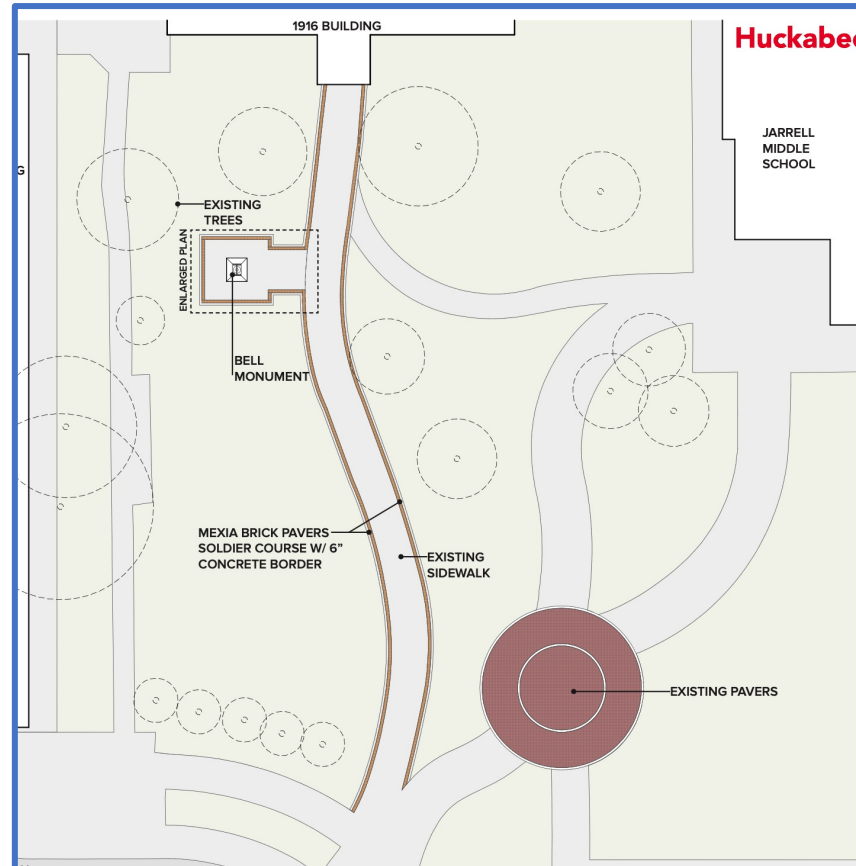 1916 BUILDING
Huckabee
JARRELL
MIDDLE
SCHOOL
G
EXISTING
TREES
ENLARGED PLAN
BELL
MONUMENT
MEXIA BRICK PAVERS
SOLDIER COURSE W/ 6”
CONCRETE BORDER
EXISTING
SIDEWALK
EXISTING PAVERS